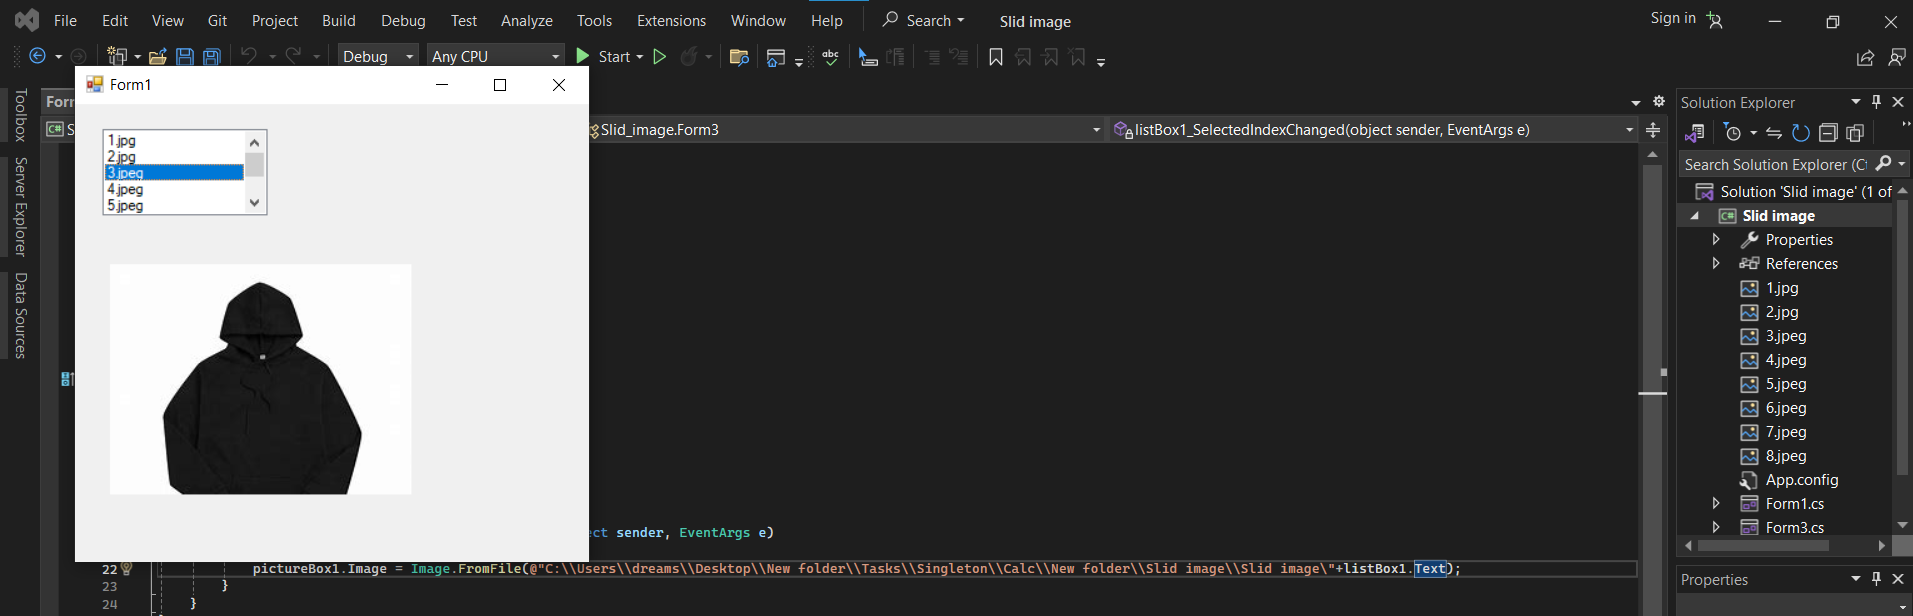 File Edit View Git Project Build Debug Test Analyze Tools Extensions Window Help Search Slid image Sign in
Debug Any CPU Start
Form1
1.jpg
2.jpg
3.jpeg
4.jpeg
5.jpeg
Toolbox
Server Explorer
Data Sources
Slid_image.Form3 listBox1_SelectedIndexChanged(object sender, EventArgs e)
sender, EventArgs e)
22 pictureBox1.Image = Image.FromFile(@"C:\\Users\\dreams\\Desktop\\New folder\\Tasks\\Singleton\\Calc\\New folder\\Slid image\\Slid image\"+listBox1.Text);
23 }
24 }
Solution Explorer
Search Solution Explorer (Ct
Solution 'Slid image' (1 of
C# Slid image
Properties
References
1.jpg
2.jpg
3.jpeg
4.jpeg
5.jpeg
6.jpeg
7.jpeg
8.jpeg
App.config
Form1.cs
Form3.cs
Properties